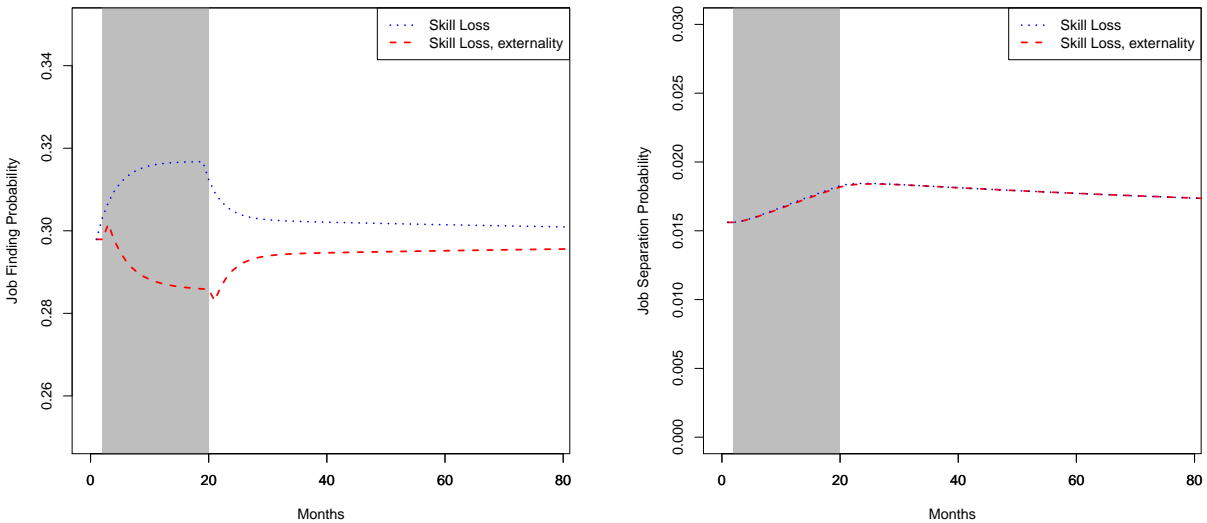 Skill Loss
Skill Loss, externality
Job Finding Probability
0.34
0.32
0.30
0.28
0.26
0 20 40 60 80
Months
Skill Loss
Skill Loss, externality
Job Separation Probability
0.030
0.025
0.020
0.015
0.010
0.005
0.000
0 20 40 60 80
Months